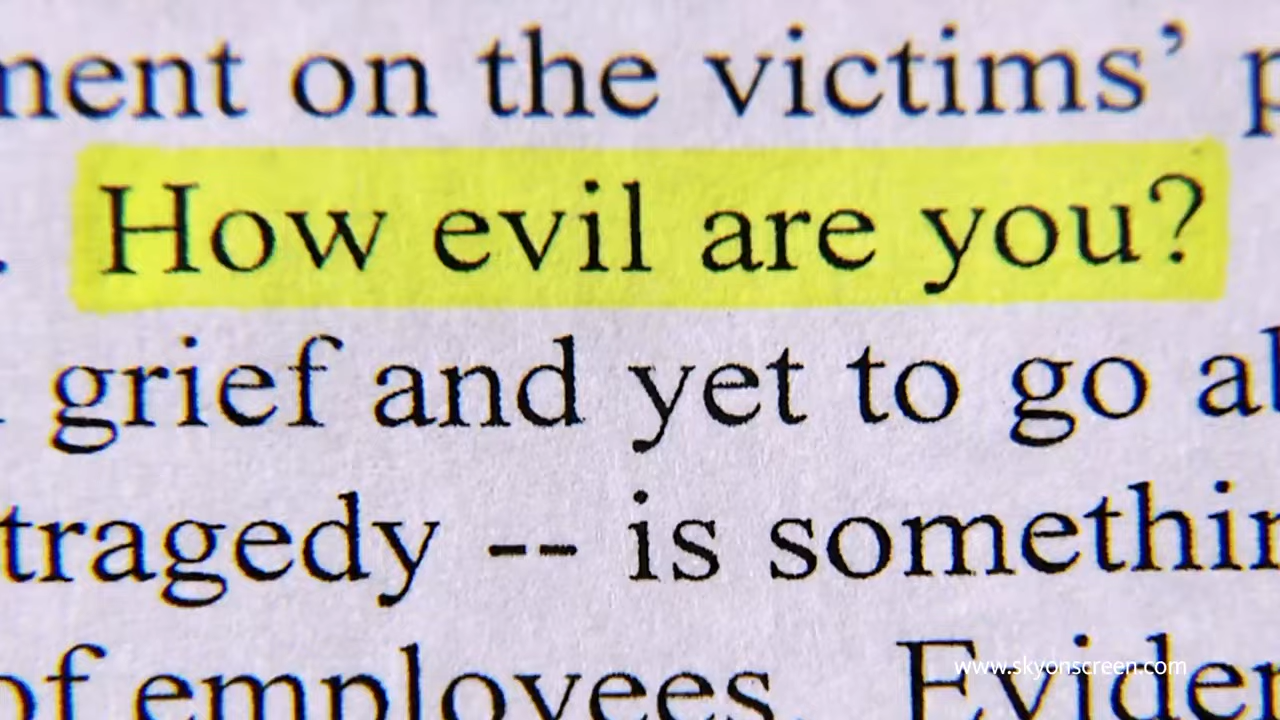 ment on the victims’ p
. How evil are you?
grief and yet to go al
tragedy -- is somethin
of employees. Eviden
www.skyonscreen.com